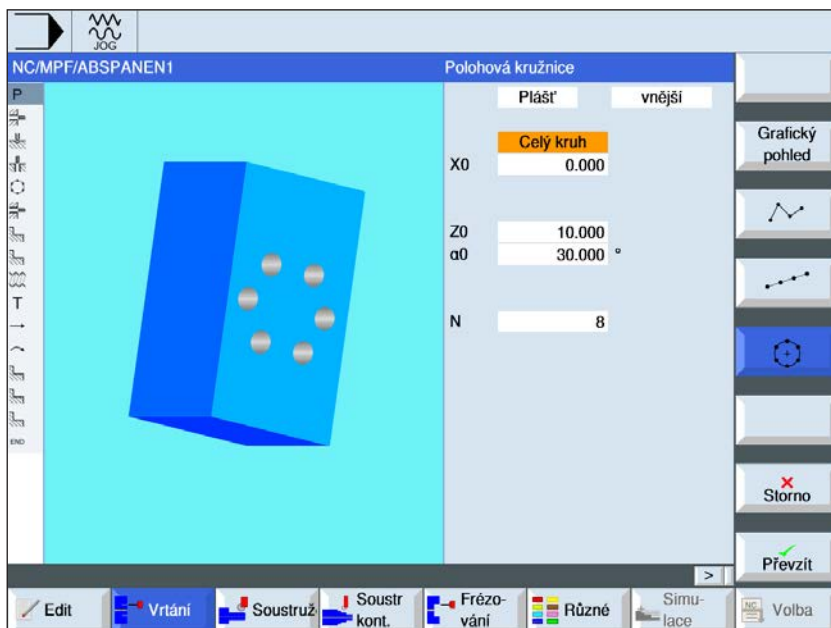 JOG
NC/MPF/ABSPANEN1
Polohová kružnice
P
T
END
Plášť vnější
Celý kruh
X0 0.000
Z0 10.000
α0 30.000 °
N 8
Grafický
pohled
Storno
Převzít
>
Edit
Vrtání
Soustruž
Soustr
kont.
Frézo-
vání
Různé
Simu-
lace
NC
Volba